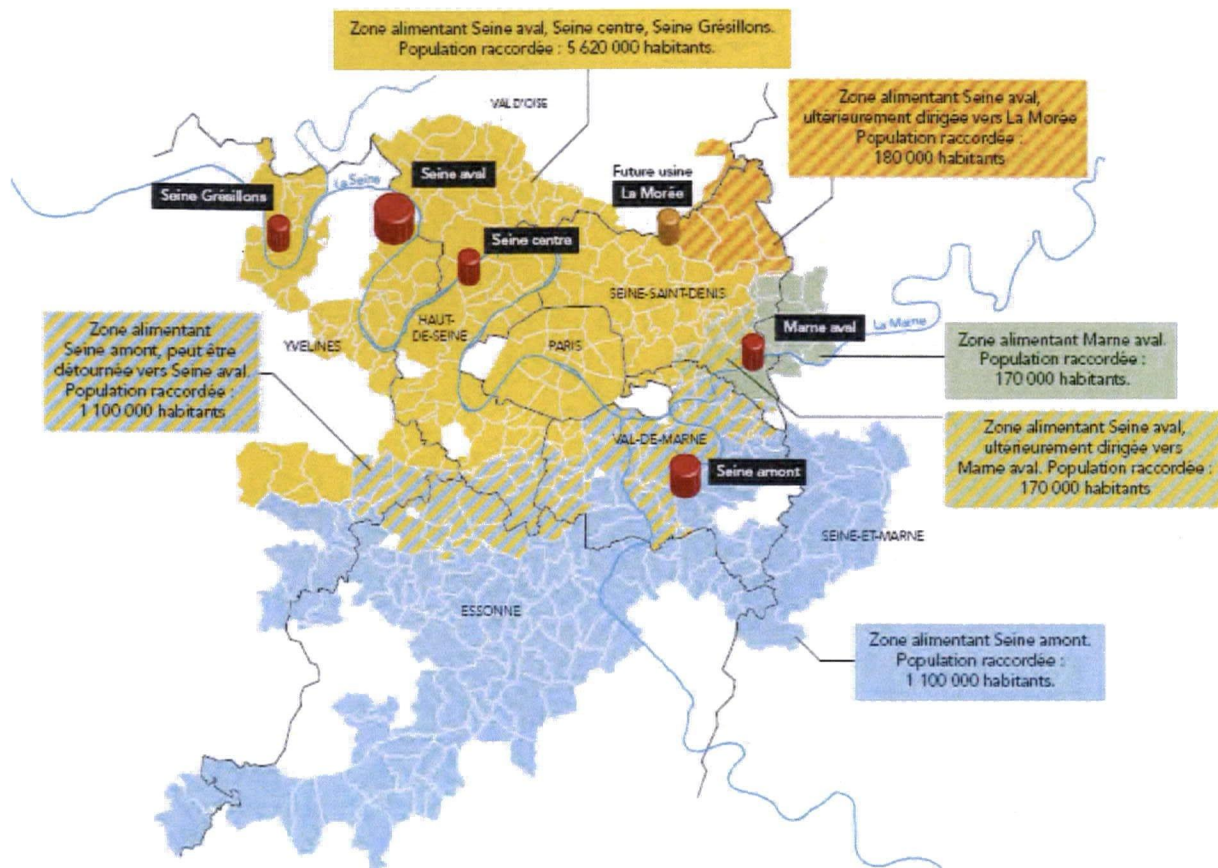 Zone alimentant Seine aval, Seine centre, Seine Grésillons.
Population raccordée : 5 620 000 habitants.
VAL D'OISE
Zone alimentant Seine aval,
ultérieurement dirigée vers La Morée
Population raccordée :
180 000 habitants
Seine Grésillons
La Seine
Seine aval
Future usine
La Morée
Seine centre
SEINE-SAINT-DENIS
Zone alimentant
Seine amont, peut être
détournée vers Seine aval.
Population raccordée :
1 100 000 habitants
YVELINES
HAUT-
DE-SEINE
PARIS
Marne aval
La Marne
Zone alimentant Marne aval.
Population raccordée :
170 000 habitants.
VAL-DE-MARNE
Zone alimentant Seine aval,
ultérieurement dirigée vers
Marne aval. Population raccordée :
170 000 habitants
Seine amont
SEINE-ET-MARNE
ESSONNE
Zone alimentant Seine amont.
Population raccordée :
1 100 000 habitants.